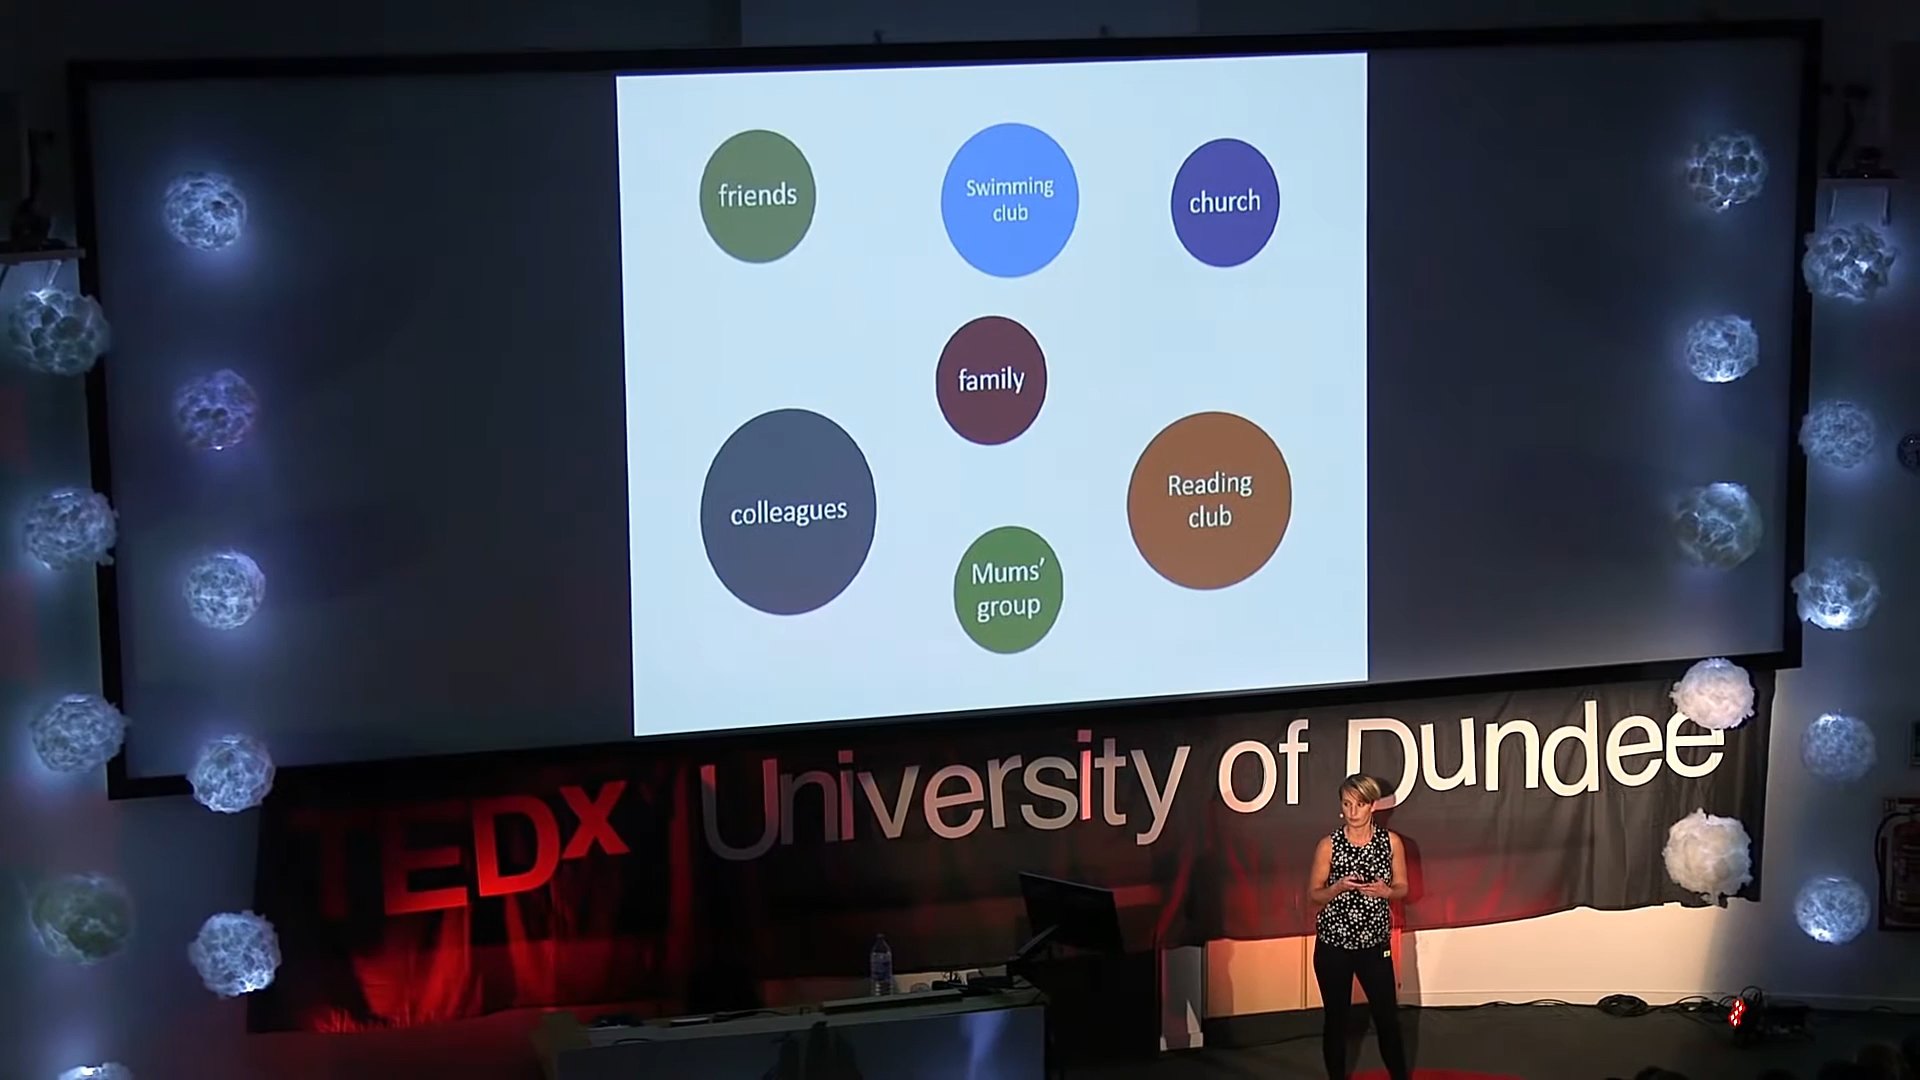 friends
Swimming
club
church
family
colleagues
Reading
club
Mums'
group
TEDx University of Dundee